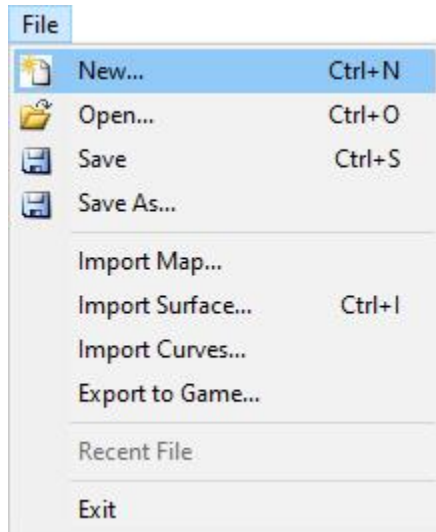 File
New... Ctrl+N
Open... Ctrl+O
Save Ctrl+S
Save As...
Import Map...
Import Surface... Ctrl+I
Import Curves...
Export to Game...
Recent File
Exit